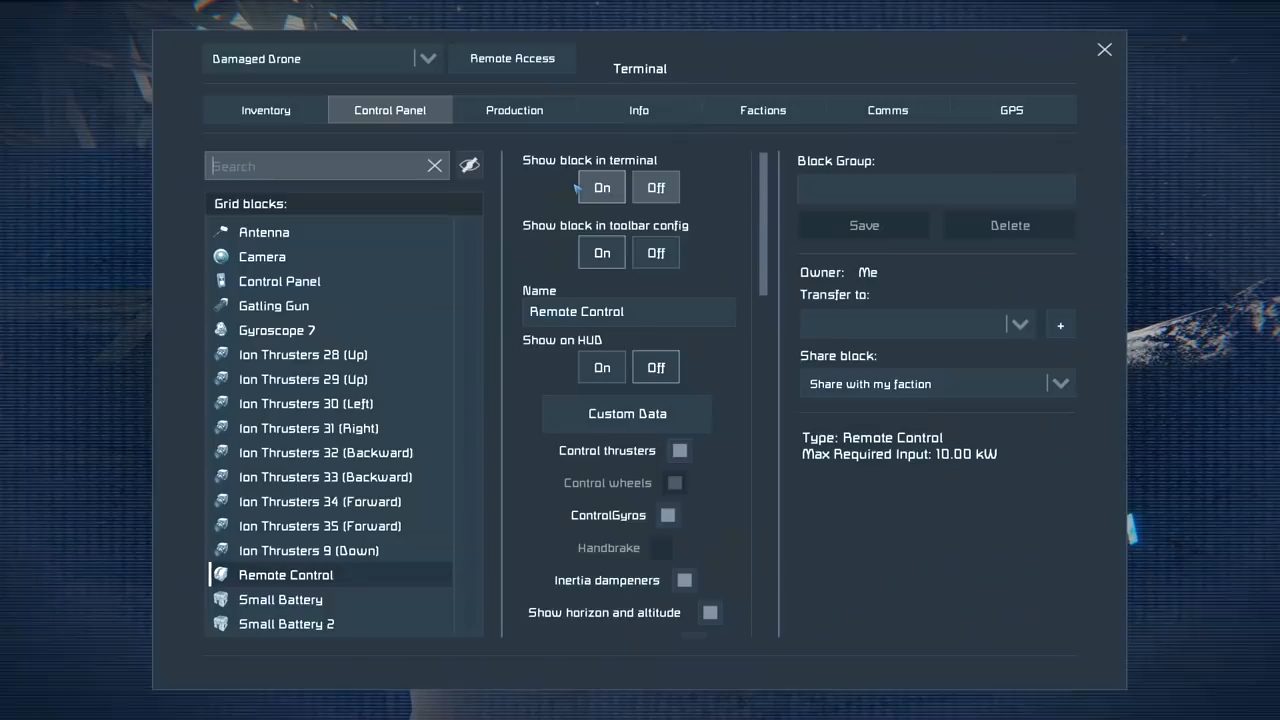 Damaged Drone
Remote Access
Terminal
Inventory
Control Panel
Production
Info
Factions
Comms
GPS
Search
Grid blocks:
Antenna
Camera
Control Panel
Gatling Gun
Gyroscope 7
Ion Thrusters 28 (Up)
Ion Thrusters 29 (Up)
Ion Thrusters 30 (Left)
Ion Thrusters 31 (Right)
Ion Thrusters 32 (Backward)
Ion Thrusters 33 (Backward)
Ion Thrusters 34 (Forward)
Ion Thrusters 35 (Forward)
Ion Thrusters 9 (Down)
Remote Control
Small Battery
Small Battery 2
Show block in terminal
On Off
Show block in toolbar config
On Off
Name
Remote Control
Show on HUD
On Off
Custom Data
Control thrusters
Control wheels
ControlGyros
Handbrake
Inertia dampeners
Show horizon and altitude
Block Group:
Save
Delete
Owner: Me
Transfer to:
+
Share block:
Share with my faction
Type: Remote Control
Max Required Input: 10.00 kW